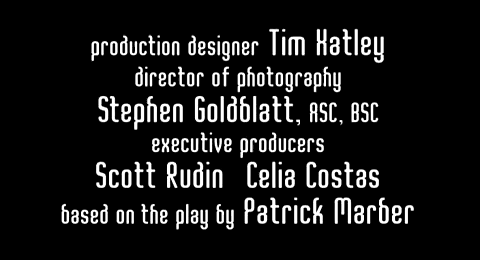 production designer Tim Hatley
director of photography
Stephen Goldblatt, ASC, BSC
executive producers
Scott Rudin Celia Costas
based on the play by Patrick Marber